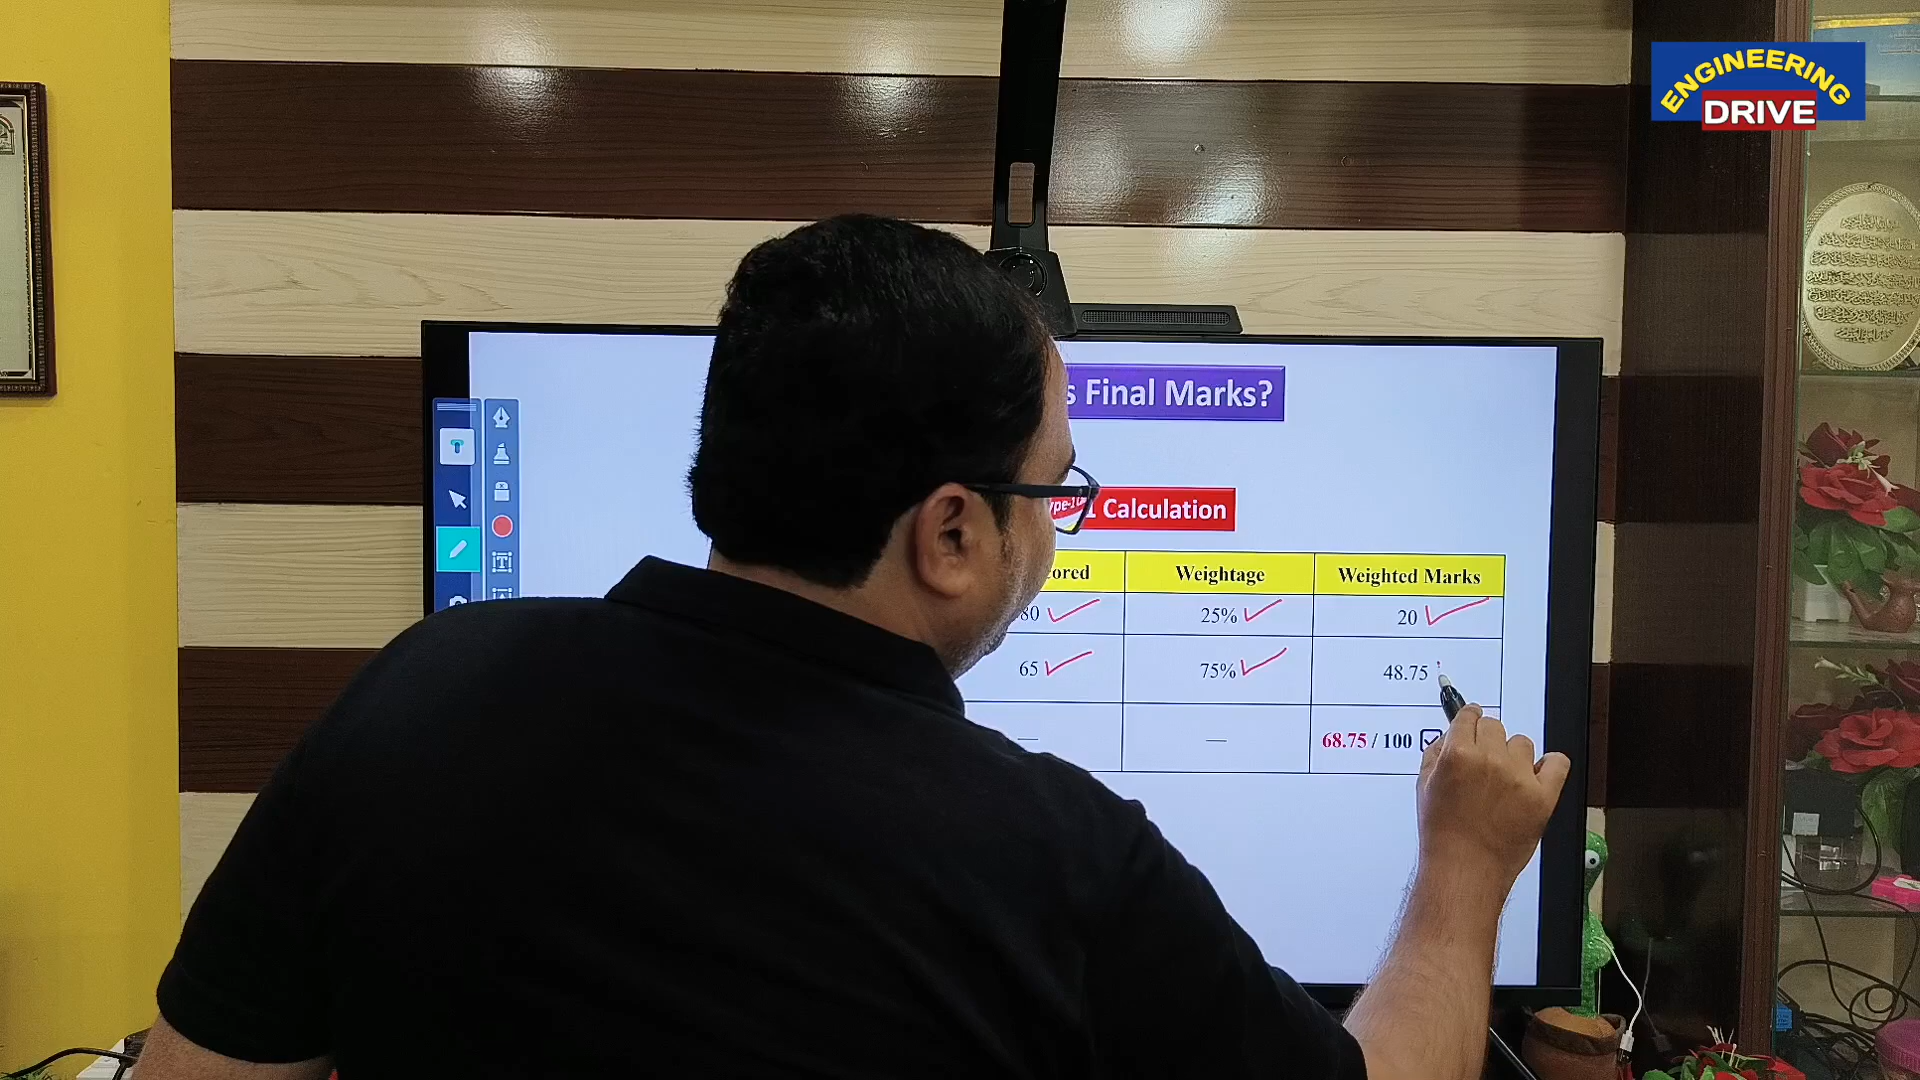 ENGINEERING
DRIVE
s Final Marks?
1 Calculation
ored Weightage Weighted Marks
80 25% 20
65 75% 48.75
— — 68.75 / 100